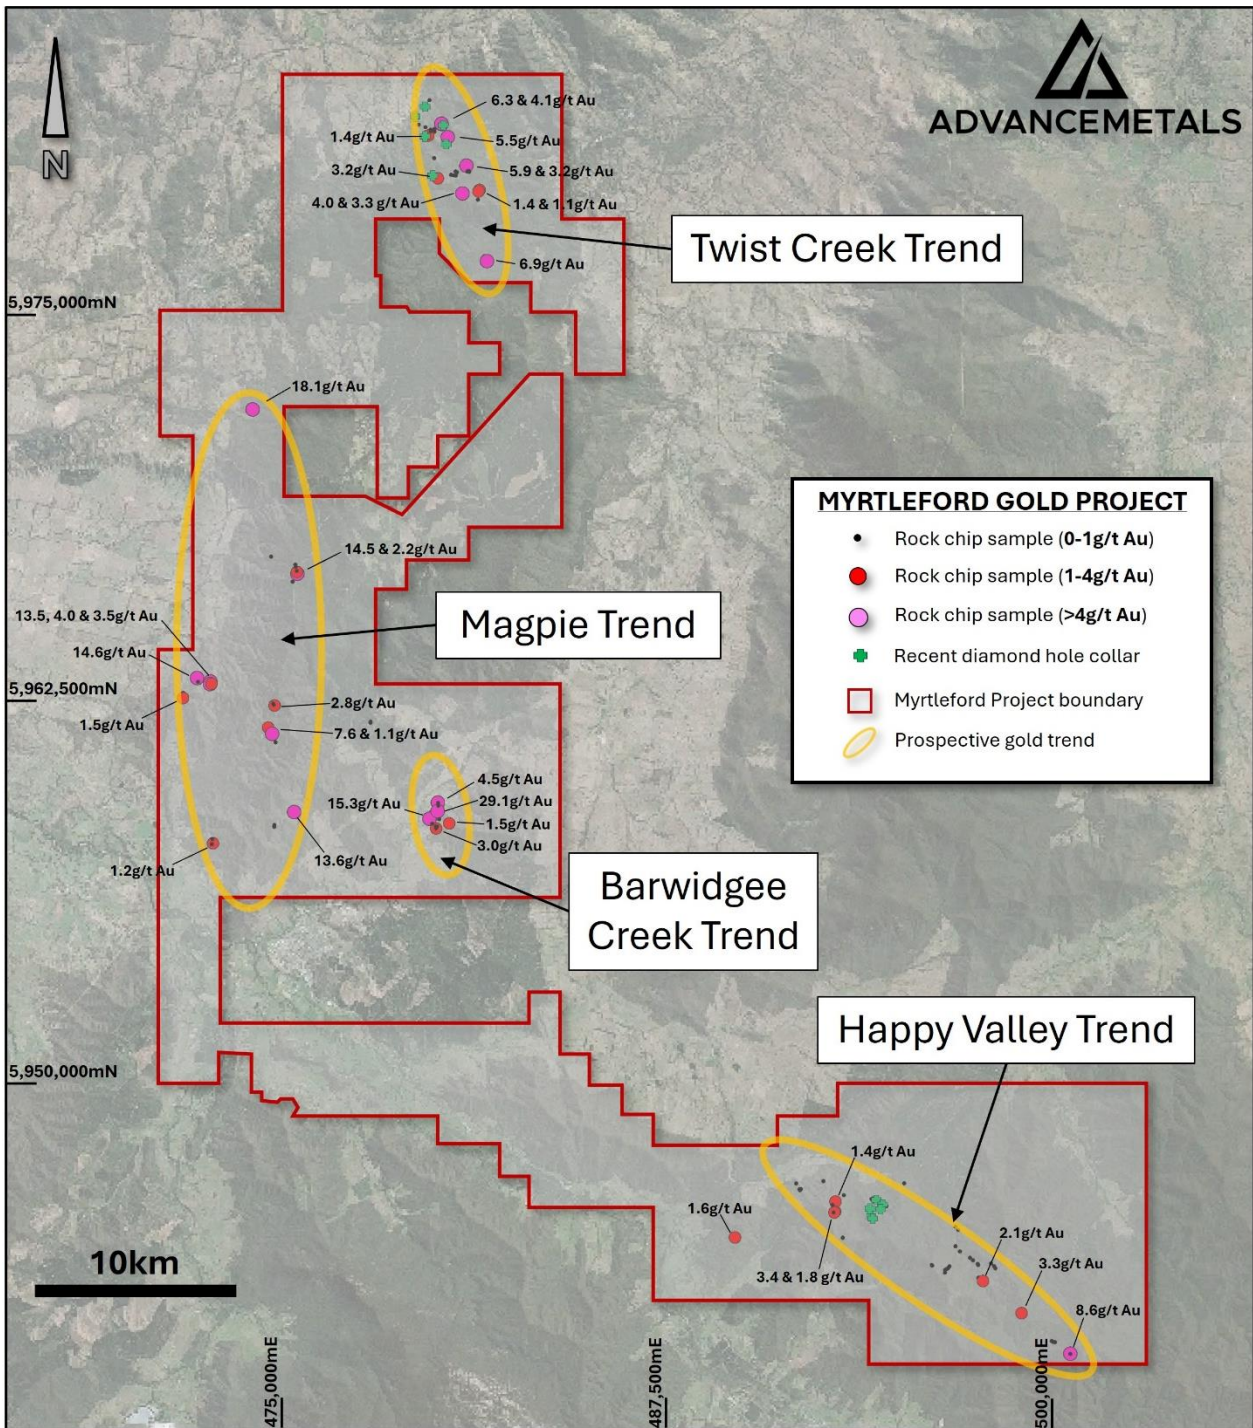 ADVANCEMETALS
N
6.3 & 4.1g/t Au
1.4g/t Au
5.5g/t Au
3.2g/t Au
5.9 & 3.2g/t Au
4.0 & 3.3 g/t Au
1.4 & 1.1g/t Au
6.9g/t Au
Twist Creek Trend
5,975,000mN
18.1g/t Au
14.5 & 2.2g/t Au
13.5, 4.0 & 3.5g/t Au
14.6g/t Au
Magpie Trend
5,962,500mN
1.5g/t Au
2.8g/t Au
7.6 & 1.1g/t Au
4.5g/t Au
15.3g/t Au
29.1g/t Au
1.5g/t Au
3.0g/t Au
13.6g/t Au
1.2g/t Au
Barwidgee
Creek Trend
MYRTLEFORD GOLD PROJECT
Rock chip sample (0-1g/t Au)
Rock chip sample (1-4g/t Au)
Rock chip sample (>4g/t Au)
Recent diamond hole collar
Myrtleford Project boundary
Prospective gold trend
Happy Valley Trend
5,950,000mN
1.4g/t Au
1.6g/t Au
2.1g/t Au
3.4 & 1.8 g/t Au
3.3g/t Au
8.6g/t Au
10km
475,000mE
487,500mE
500,000mE